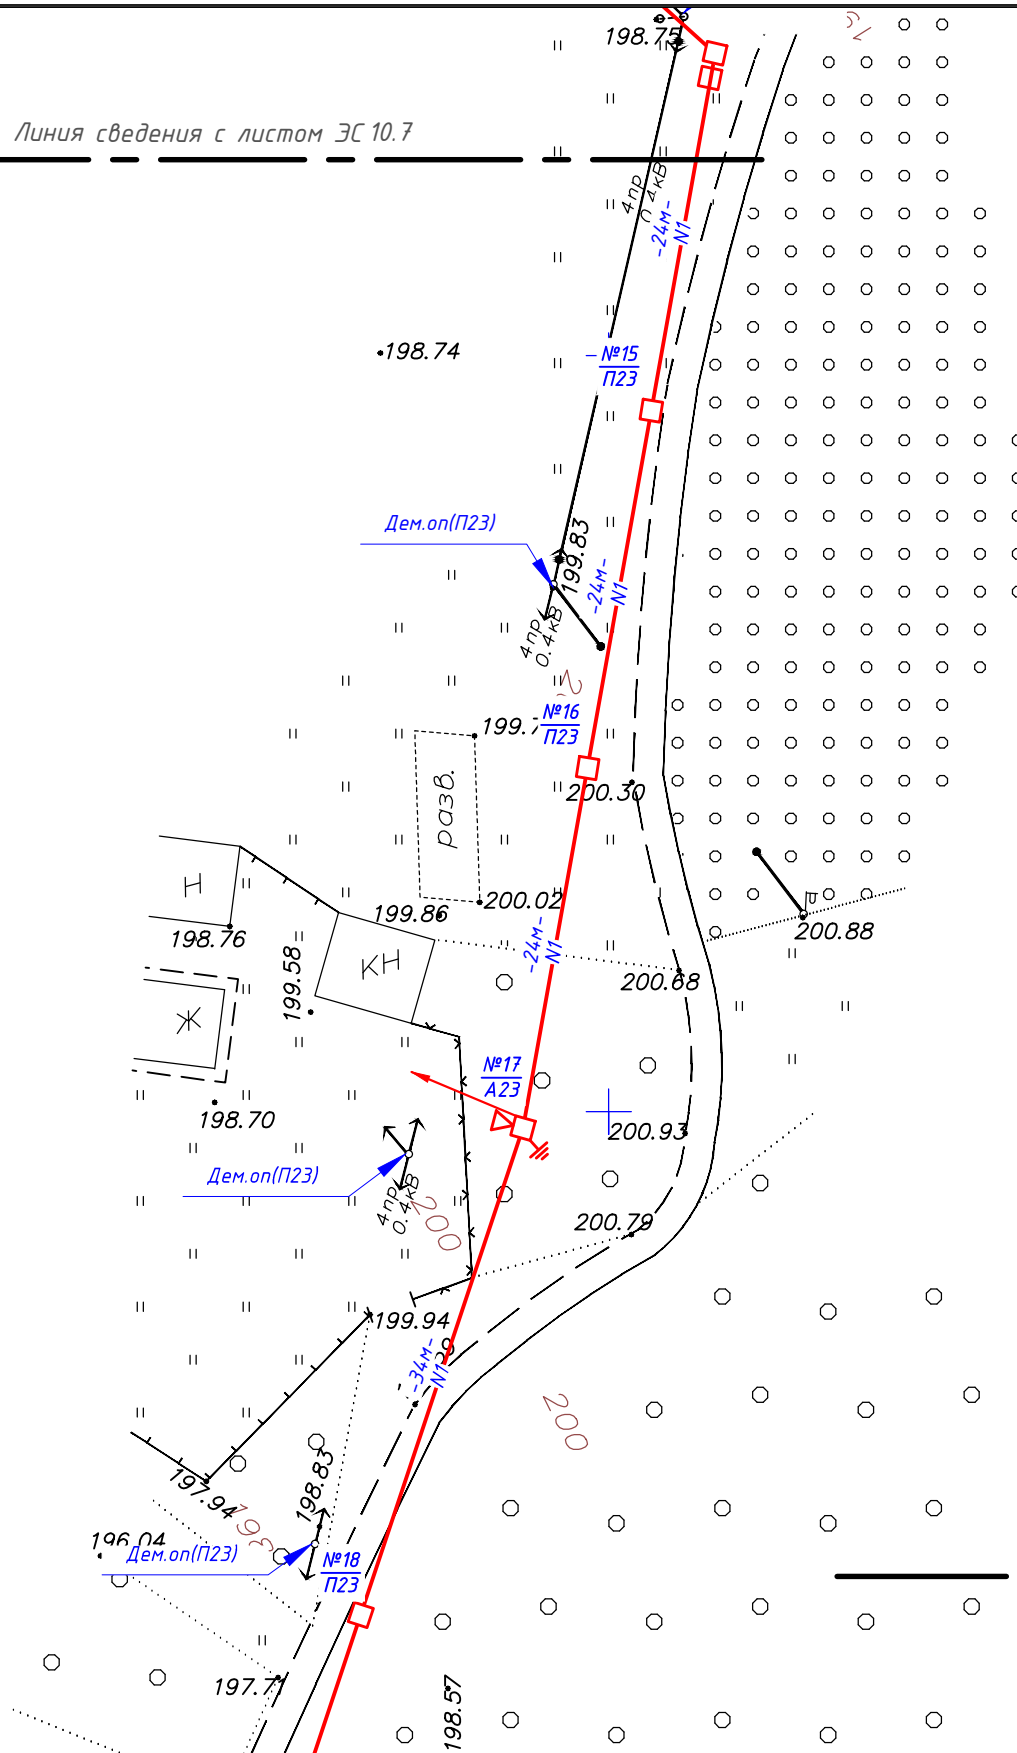 198.75
Линия сведения с листом ЭС 10.7
4пр
0.4кВ
-24м-
N1
198.74
№15
П23
Дем.оп(П23)
199.83
-24м-
N1
4пр
0.4кВ
№16
П23
199.
200.30
разв.
Н
199.86
200.02
200.88
198.76
-24м-
N1
КН
199.58
200.68
Ж
№17
А23
198.70
200.93
Дем.оп(П23)
4пр
0.4кВ
200
200.79
199.94
-34м-
N1
200
197.94
198.83
196.04
Дем.оп(П23)
№18
П23
197.71
198.57